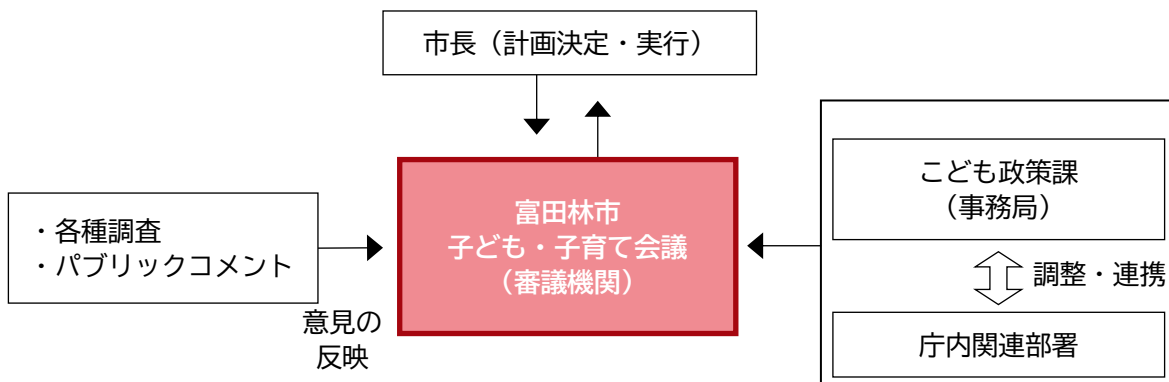 市長（計画決定・実行）
・各種調査
・パブリックコメント
意見の
反映
富田林市
子ども・子育て会議
（審議機関）
こども政策課
（事務局）
調整・連携
庁内関連部署